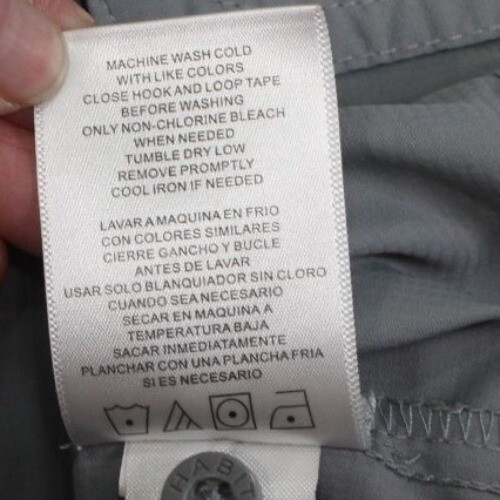 MACHINE WASH COLD
WITH LIKE COLORS
CLOSE HOOK AND LOOP TAPE
BEFORE WASHING
ONLY NON-CHLORINE BLEACH
WHEN NEEDED
TUMBLE DRY LOW
REMOVE PROMPTLY
COOL IRON IF NEEDED
LAVAR A MAQUINA EN FRIO
CON COLORES SIMILARES
CIERRE GANCHO Y BUCLE
ANTES DE LAVAR
USAR SOLO BLANQUIADOR SIN CLORO
CUANDO SEA NECESARIO
SECAR EN MAQUINA A
TEMPERATURA BAJA
SACAR INMEDIATAMENTE
PLANCHAR CON UNA PLANCHA FRIA
SI ES NECESARIO
HABIT